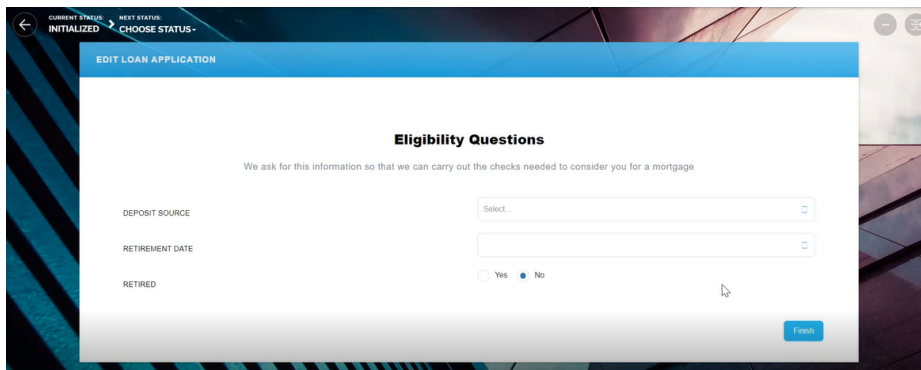 CURRENT STATUS:
INITIALIZED
NEXT STATUS:
CHOOSE STATUS
EDIT LOAN APPLICATION
Eligibility Questions
We ask for this information so that we can carry out the checks needed to consider you for a mortgage
DEPOSIT SOURCE
Select...
RETIREMENT DATE
RETIRED
Yes
No
Finish